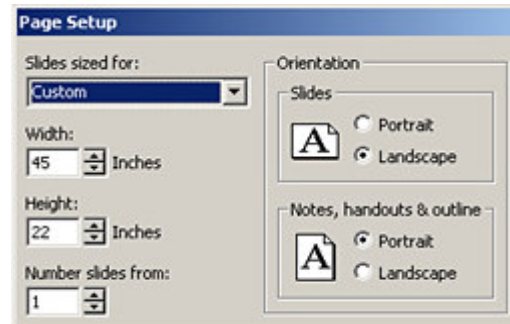 Page Setup
Slides sized for:
Custom
Width:
45 Inches
Height:
22 Inches
Number slides from:
1
Orientation
Slides
A
Portrait
Landscape
Notes, handouts & outline
A
Portrait
Landscape